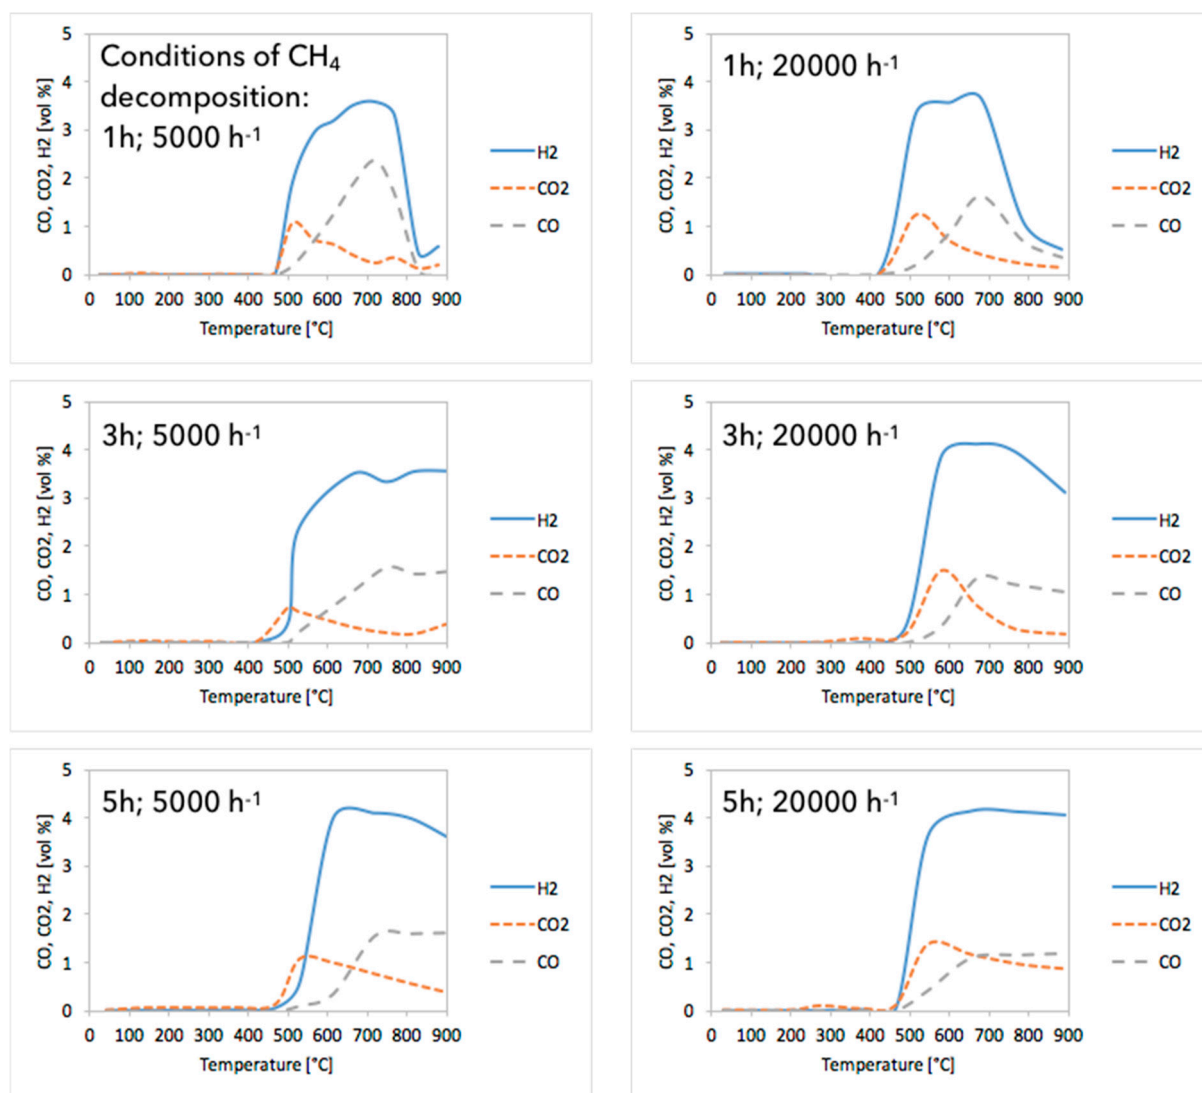 Conditions of CH₄
decomposition:
1h; 5000 h⁻¹
CO, CO2, H2 [vol %]
5
4
3
2
1
0
0 100 200 300 400 500 600 700 800 900
Temperature [°C]
H2
CO2
CO
1h; 20000 h⁻¹
CO, CO2, H2 [vol %]
5
4
3
2
1
0
0 100 200 300 400 500 600 700 800 900
Temperature [°C]
H2
CO2
CO
3h; 5000 h⁻¹
CO, CO2, H2 [vol %]
5
4
3
2
1
0
0 100 200 300 400 500 600 700 800 900
Temperature [°C]
H2
CO2
CO
3h; 20000 h⁻¹
CO, CO2, H2 [vol %]
5
4
3
2
1
0
0 100 200 300 400 500 600 700 800 900
Temperature [°C]
H2
CO2
CO
5h; 5000 h⁻¹
CO, CO2, H2 [vol %]
5
4
3
2
1
0
0 100 200 300 400 500 600 700 800 900
Temperature [°C]
H2
CO2
CO
5h; 20000 h⁻¹
CO, CO2, H2 [vol %]
5
4
3
2
1
0
0 100 200 300 400 500 600 700 800 900
Temperature [°C]
H2
CO2
CO